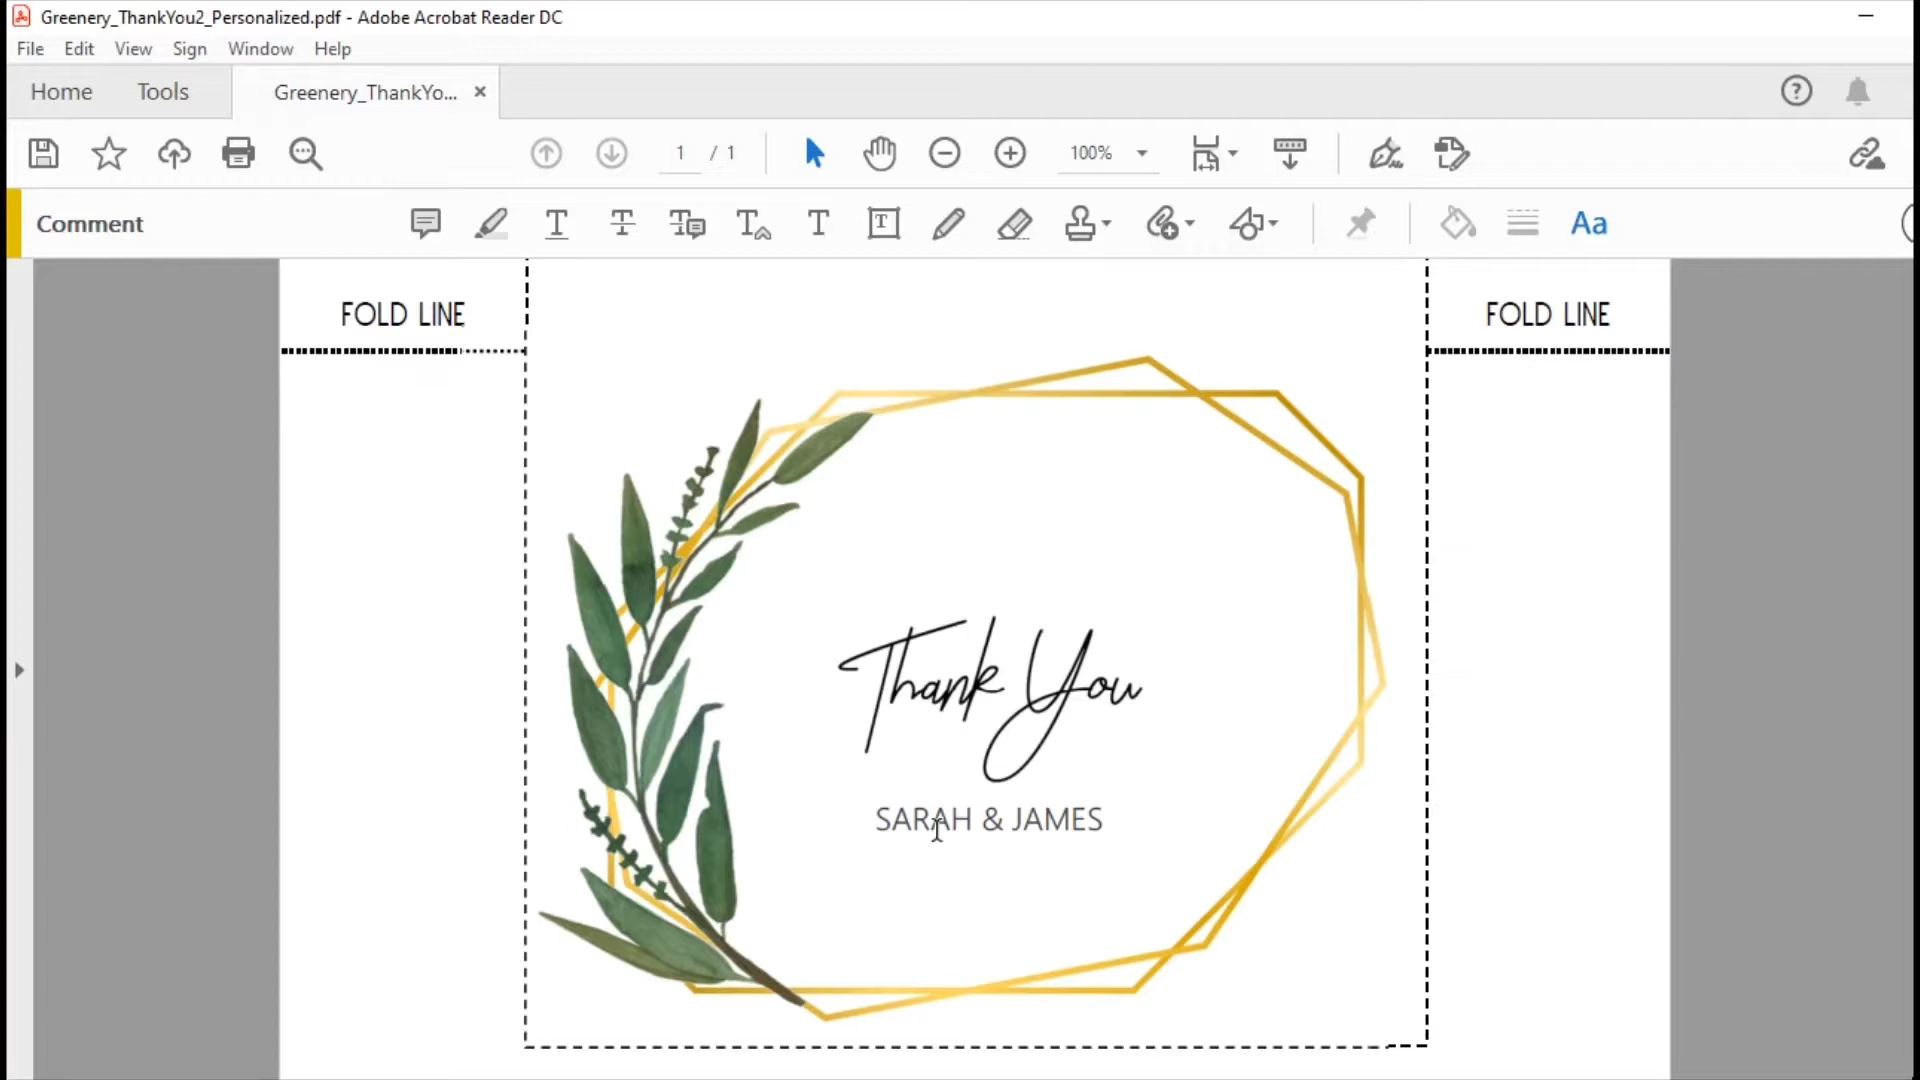 Greenery_ThankYou2_Personalized.pdf - Adobe Acrobat Reader DC
File Edit View Sign Window Help
Home Tools Greenery_ThankYo... ×
1 / 1 100%
Comment Aa
FOLD LINE FOLD LINE
Thank You
SARAH & JAMES